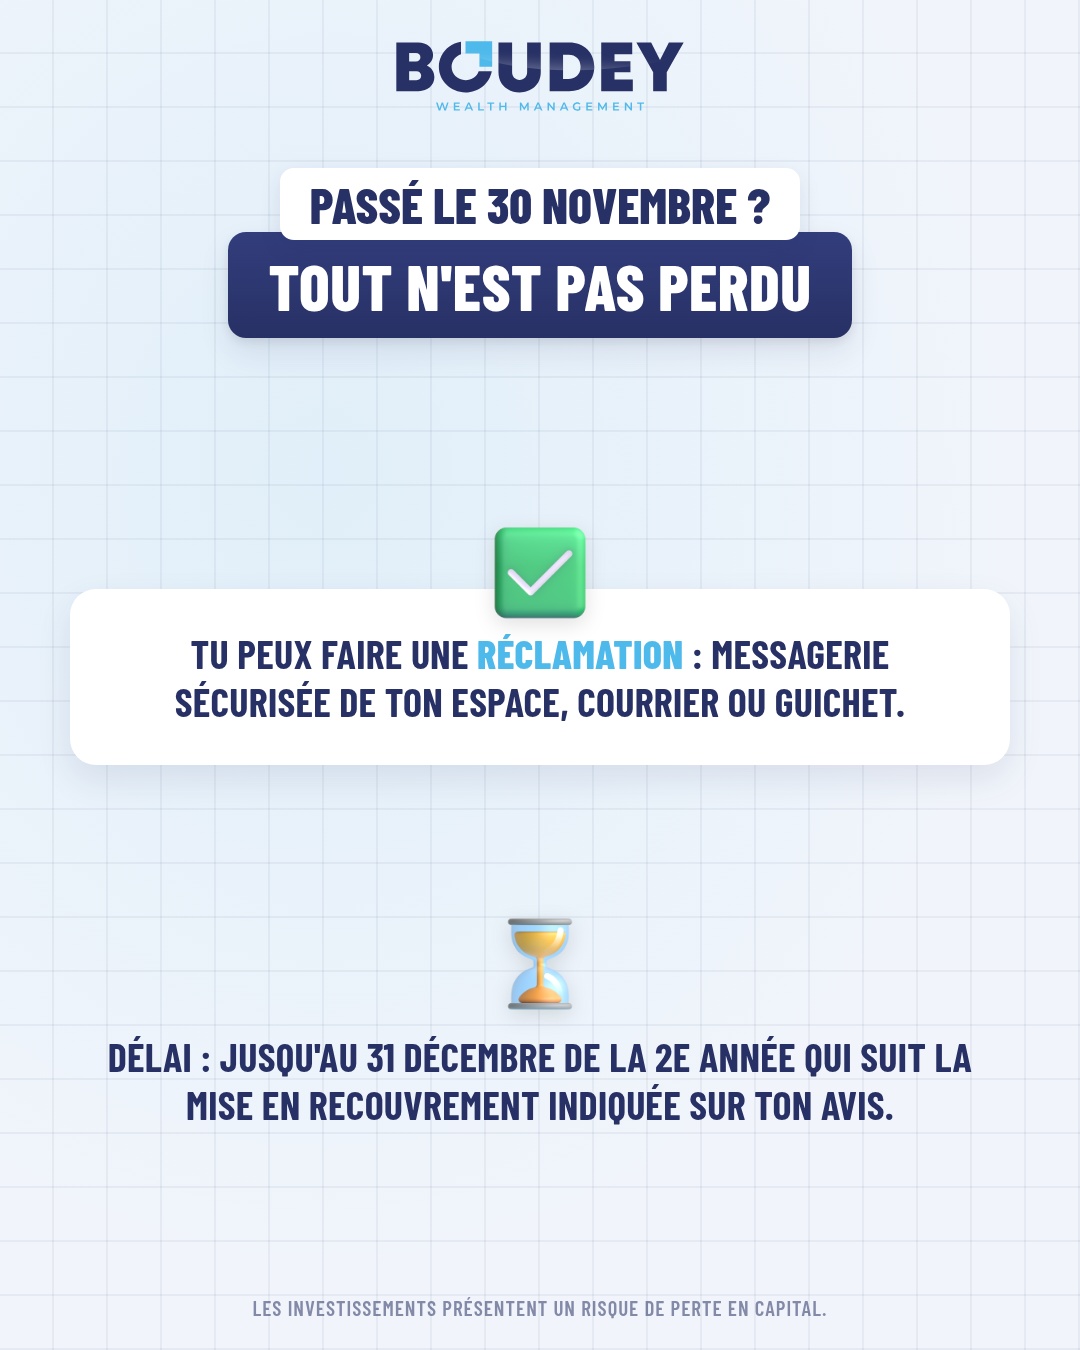 BOUDEY
WEALTH MANAGEMENT
PASSÉ LE 30 NOVEMBRE ?
TOUT N'EST PAS PERDU
TU PEUX FAIRE UNE RÉCLAMATION : MESSAGERIE
SÉCURISÉE DE TON ESPACE, COURRIER OU GUICHET.
DÉLAI : JUSQU'AU 31 DÉCEMBRE DE LA 2E ANNÉE QUI SUIT LA
MISE EN RECOUVREMENT INDIQUÉE SUR TON AVIS.
LES INVESTISSEMENTS PRÉSENTENT UN RISQUE DE PERTE EN CAPITAL.